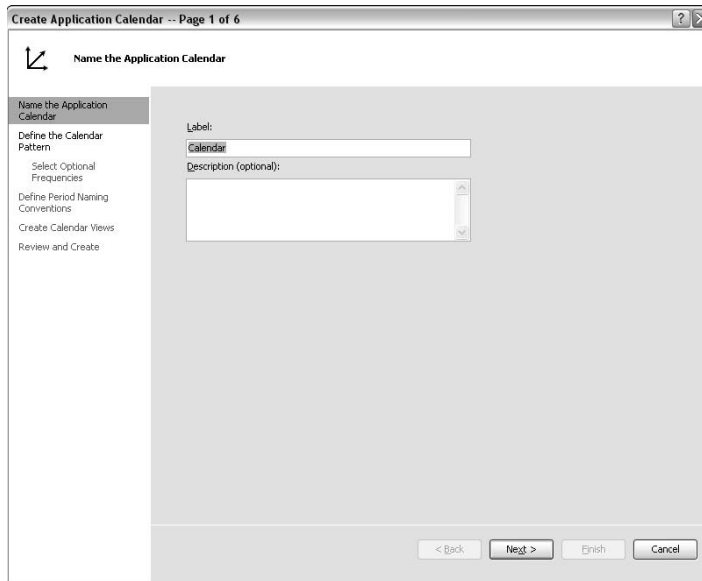 Create Application Calendar -- Page 1 of 6
?
Name the Application Calendar
Name the Application
Calendar
Define the Calendar
Pattern
Select Optional
Frequencies
Define Period Naming
Conventions
Create Calendar Views
Review and Create
Label:
Calendar
Description (optional):
< Back
Next >
Finish
Cancel